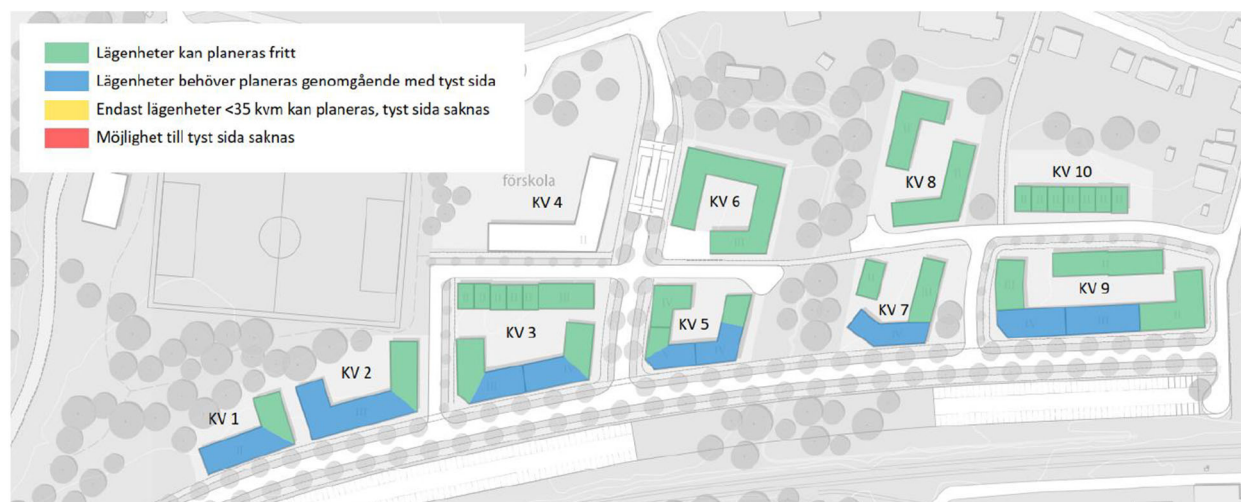 Lägenheter kan planeras fritt
Lägenheter behöver planeras genomgående med tyst sida
Endast lägenheter <35 kvm kan planeras, tyst sida saknas
Möjlighet till tyst sida saknas
förskola
KV 4
KV 6
KV 8
KV 10
KV 9
KV 7
KV 5
KV 3
KV 2
KV 1